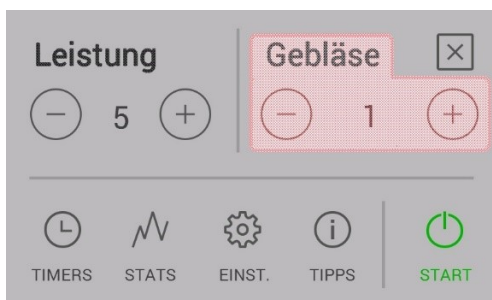 Leistung
Gebläse
5
1
TIMERS
STATS
EINST.
TIPPS
START